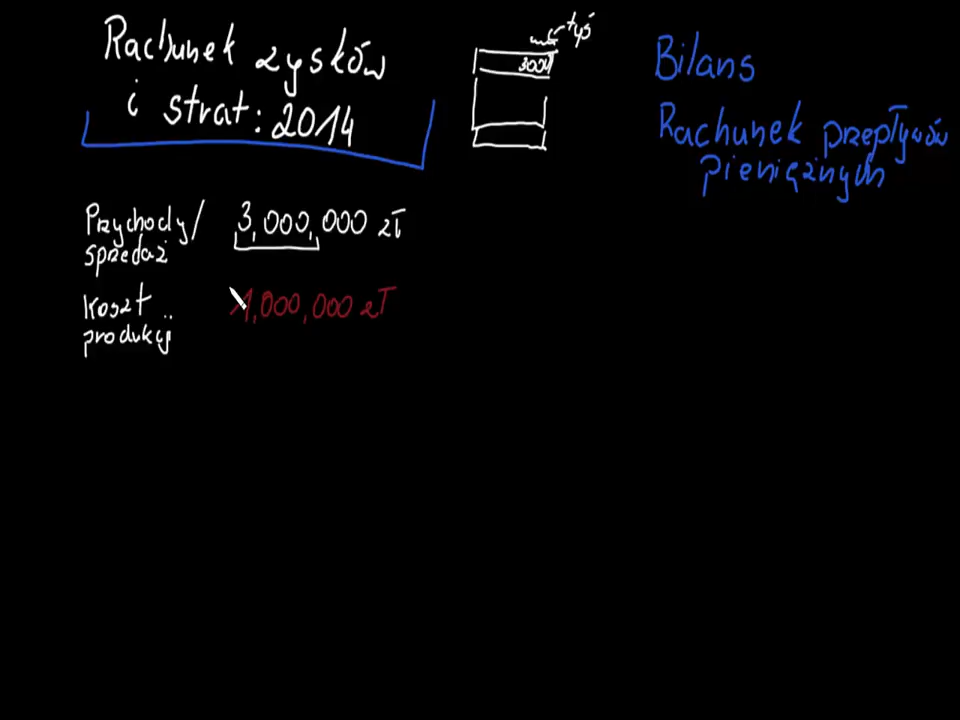 Rachunek zysków
i strat: 2014
tyś
Bilans
Rachunek przepływów
pieniężnych
Przychody/ 3,000,000 zł
sprzedaż
Koszt 1,000,000 zł
produkcji